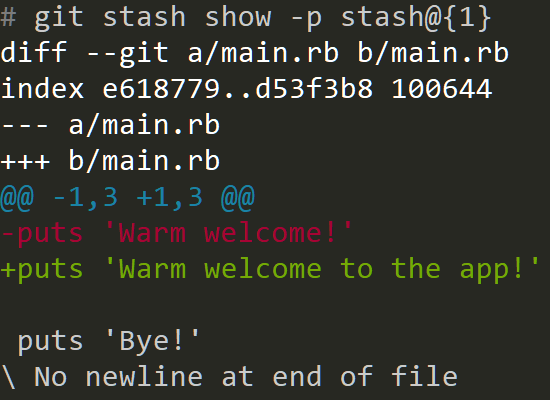 # git stash show -p stash@{1}
diff --git a/main.rb b/main.rb
index e618779..d53f3b8 100644
--- a/main.rb
+++ b/main.rb
@@ -1,3 +1,3 @@
-puts 'Warm welcome!'
+puts 'Warm welcome to the app!'

 puts 'Bye!'
\ No newline at end of file